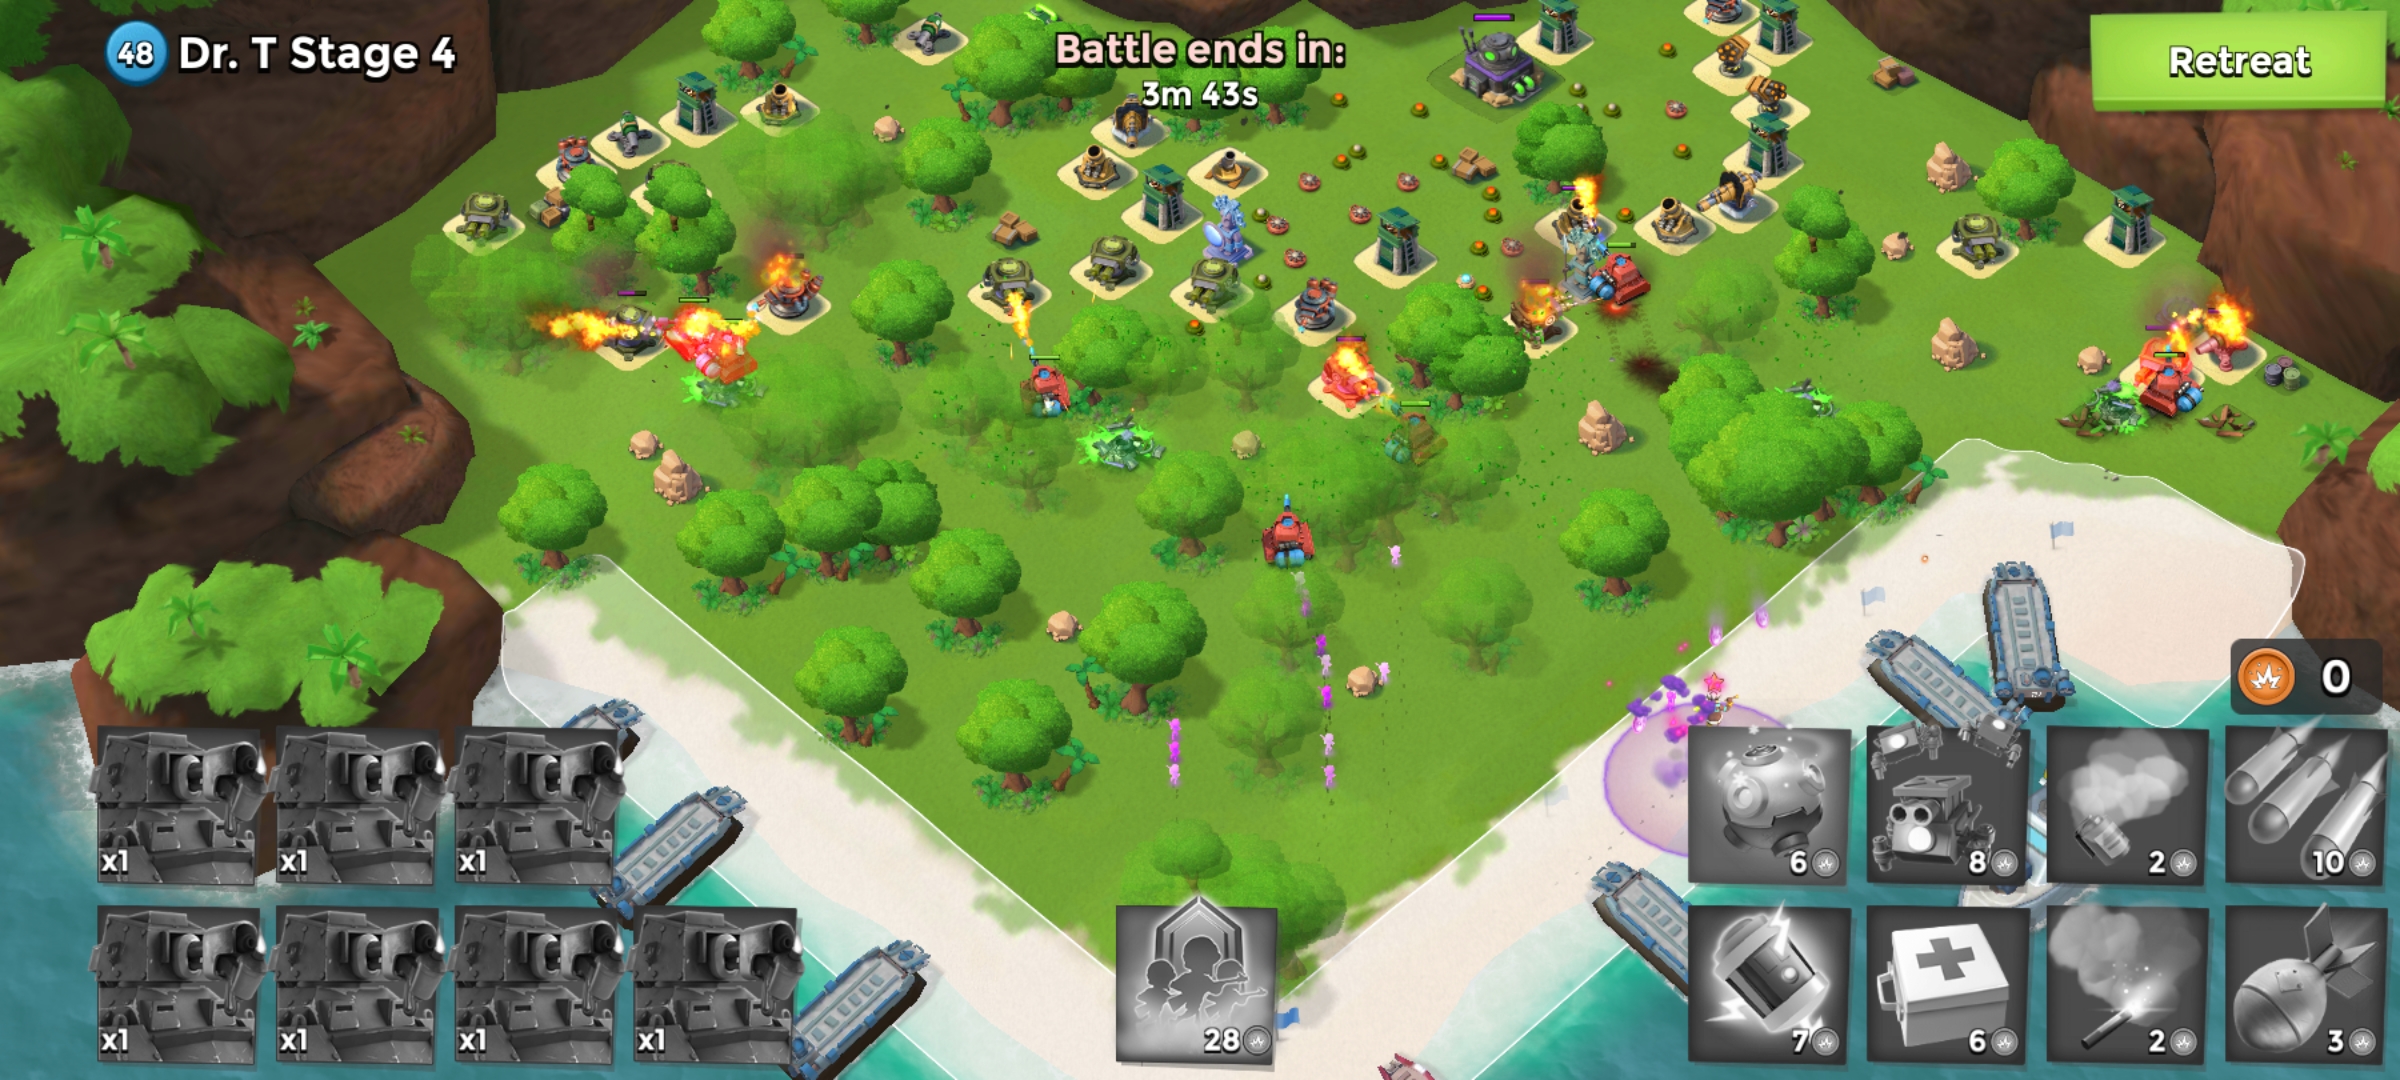 48 Dr. T Stage 4
Battle ends in:
3m 43s
Retreat
0
x1 x1 x1
6 8 2 10
x1 x1 x1 x1
28
7 6 2 3